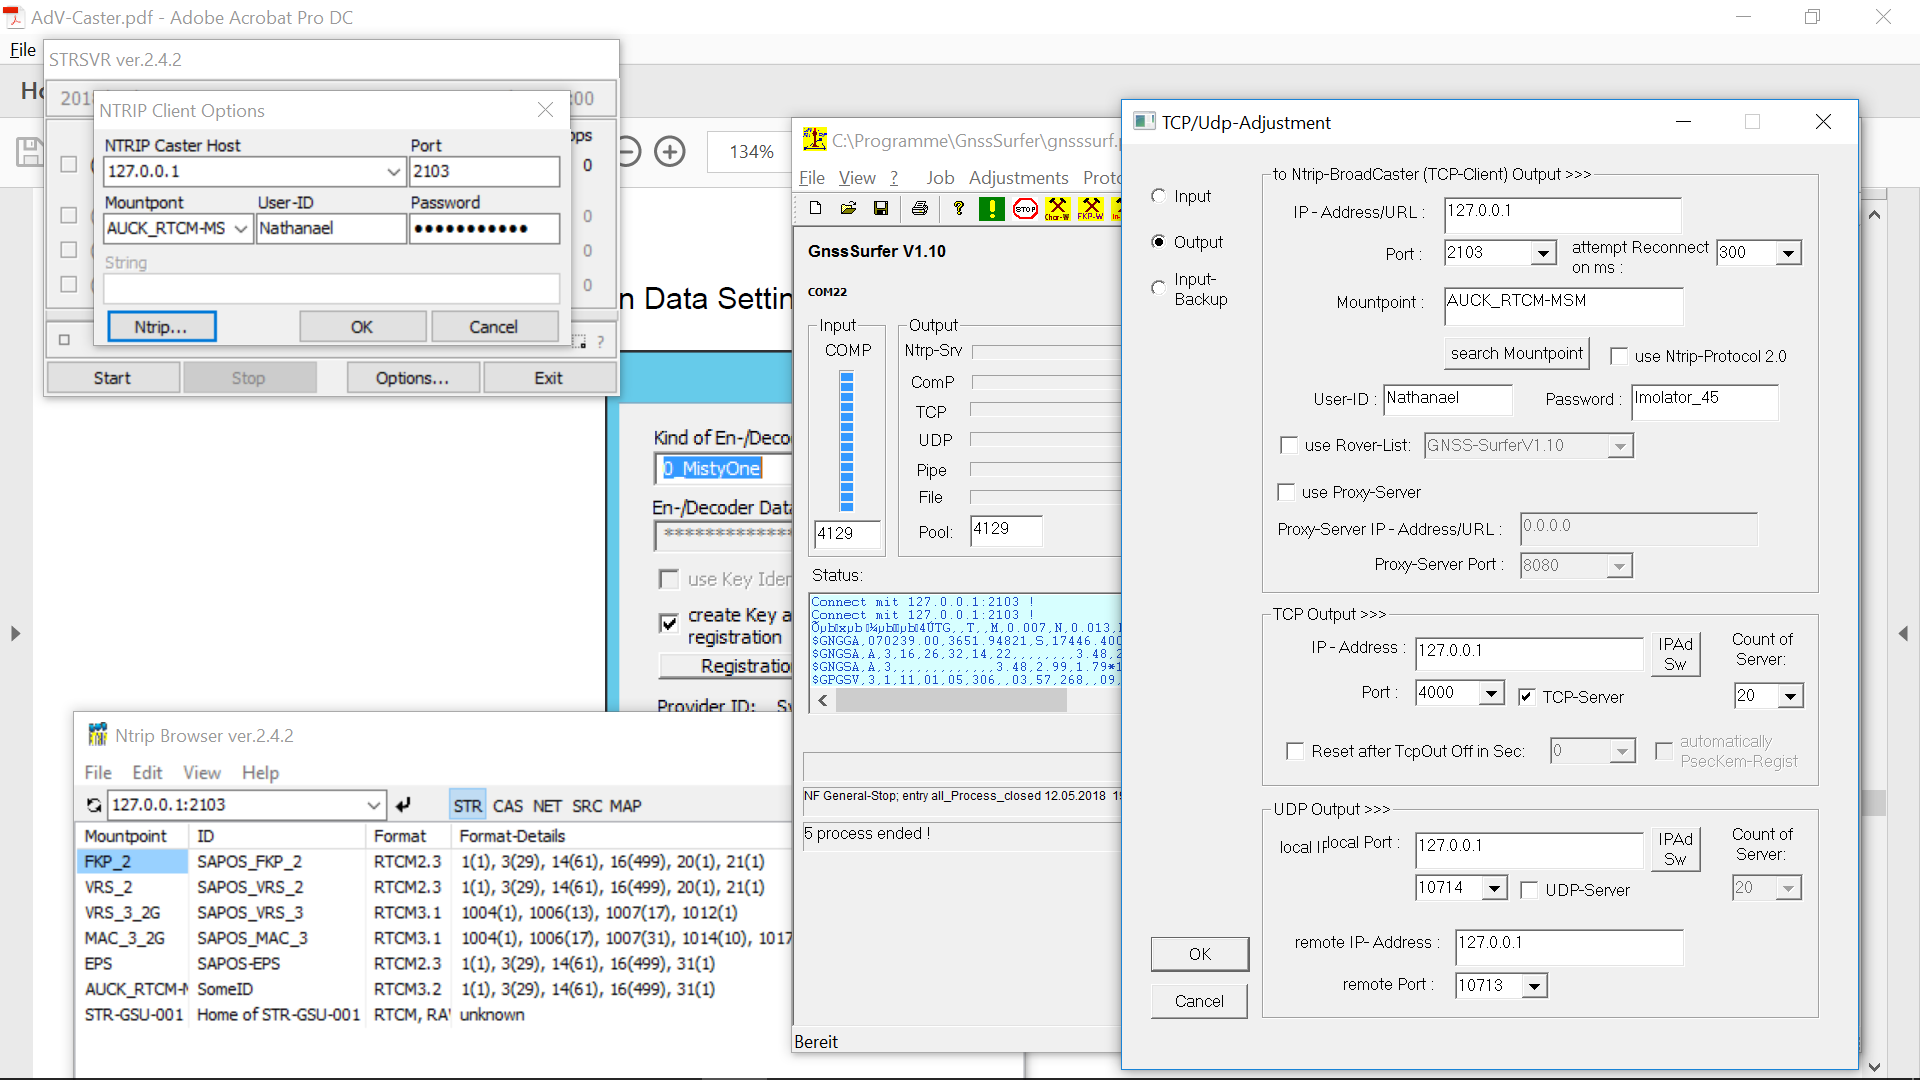 AdV-Caster.pdf - Adobe Acrobat Pro DC
File
STRSVR ver.2.4.2
NTRIP Client Options
NTRIP Caster Host Port
127.0.0.1 2103
Mountpont User-ID Password
AUCK_RTCM-MS Nathanael ●●●●●●●●●●●
String
Ntrip... OK Cancel
:00
ops
0
0
0
0
?
Start Stop Options... Exit
134%
n Data Settin
Kind of En-/Deco
0_MistyOne
En-/Decoder Dat
*************
use Key Iden
create Key a
registration
Registratio
Provider ID:
Ntrip Browser ver.2.4.2
File Edit View Help
127.0.0.1:2103 STR CAS NET SRC MAP
Mountpoint ID Format Format-Details
FKP_2 SAPOS_FKP_2 RTCM2.3 1(1), 3(29), 14(61), 16(499), 20(1), 21(1)
VRS_2 SAPOS_VRS_2 RTCM2.3 1(1), 3(29), 14(61), 16(499), 20(1), 21(1)
VRS_3_2G SAPOS_VRS_3 RTCM3.1 1004(1), 1006(13), 1007(17), 1012(1)
MAC_3_2G SAPOS_MAC_3 RTCM3.1 1004(1), 1006(17), 1007(31), 1014(10), 1017
EPS SAPOS-EPS RTCM2.3 1(1), 3(29), 14(61), 16(499), 31(1)
AUCK_RTCM-M SomeID RTCM3.2 1(1), 3(29), 14(61), 16(499), 31(1)
STR-GSU-001 Home of STR-GSU-001 RTCM, RA unknown
C:\Programme\GnssSurfer\gnsssurf.p
File View ? Job Adjustments Proto
STOP Char-W FKP-W
GnssSurfer V1.10
COM22
Input
COMP
4129
Output
Ntrp-Srv
ComP
TCP
UDP
Pipe
File
Pool: 4129
Status:
Connect mit 127.0.0.1:2103 !
Connect mit 127.0.0.1:2103 !
$GNGGA,070239.00,3651.94821,S,17446.400
$GNGSA,A,3,16,26,32,14,22,,,,,,,,3.48,2
$GNGSA,A,3,,,,,,,,,,,,,3.48,2.99,1.79*1
$GPGSV,3,1,11,01,05,306,,03,57,268,,09,
NF General-Stop; entry all_Process_closed 12.05.2018
5 process ended !
Bereit
TCP/Udp-Adjustment
Input
Output
Input-
Backup
to Ntrip-BroadCaster (TCP-Client) Output >>>
IP - Address/URL : 127.0.0.1
Port : 2103 attempt Reconnect on ms : 300
Mountpoint : AUCK_RTCM-MSM
search Mountpoint use Ntrip-Protocol 2.0
User-ID : Nathanael Password : Imolator_45
use Rover-List: GNSS-SurferV1.10
use Proxy-Server
Proxy-Server IP - Address/URL : 0.0.0.0
Proxy-Server Port : 8080
TCP Output >>>
IP - Address : 127.0.0.1 IPAd Sw Count of Server:
Port : 4000 TCP-Server 20
Reset after TcpOut Off in Sec: 0 automatically PsecKem-Regist
UDP Output >>>
local Port : 127.0.0.1 IPAd Sw Count of Server:
10714 UDP-Server 20
remote IP- Address : 127.0.0.1
remote Port : 10713
OK
Cancel